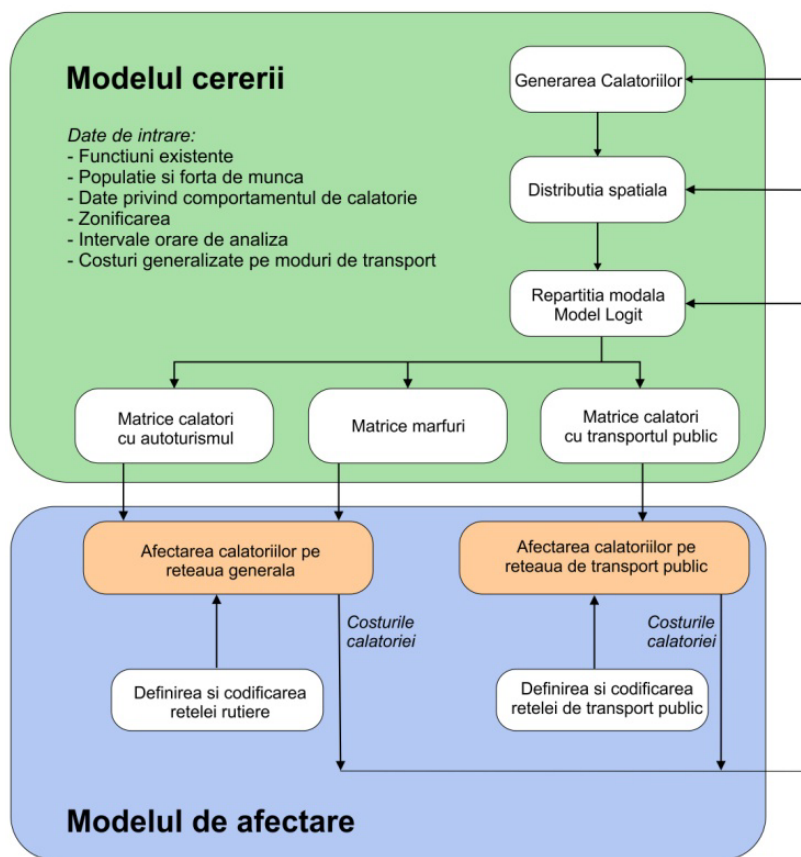 Modelul cererii
Date de intrare:
- Functiuni existente
- Populatie si forta de munca
- Date privind comportamentul de calatorie
- Zonificarea
- Intervale orare de analiza
- Costuri generalizate pe moduri de transport
Generarea Calatoriilor
Distributia spatiala
Repartitia modala
Model Logit
Matrice calatori
cu autoturismul
Matrice marfuri
Matrice calatori
cu transportul public
Afectarea calatoriilor pe
reteaua generala
Afectarea calatoriilor pe
reteaua de transport public
Costurile
calatoriei
Costurile
calatoriei
Definirea si codificarea
retelei rutiere
Definirea si codificarea
retelei de transport public
Modelul de afectare